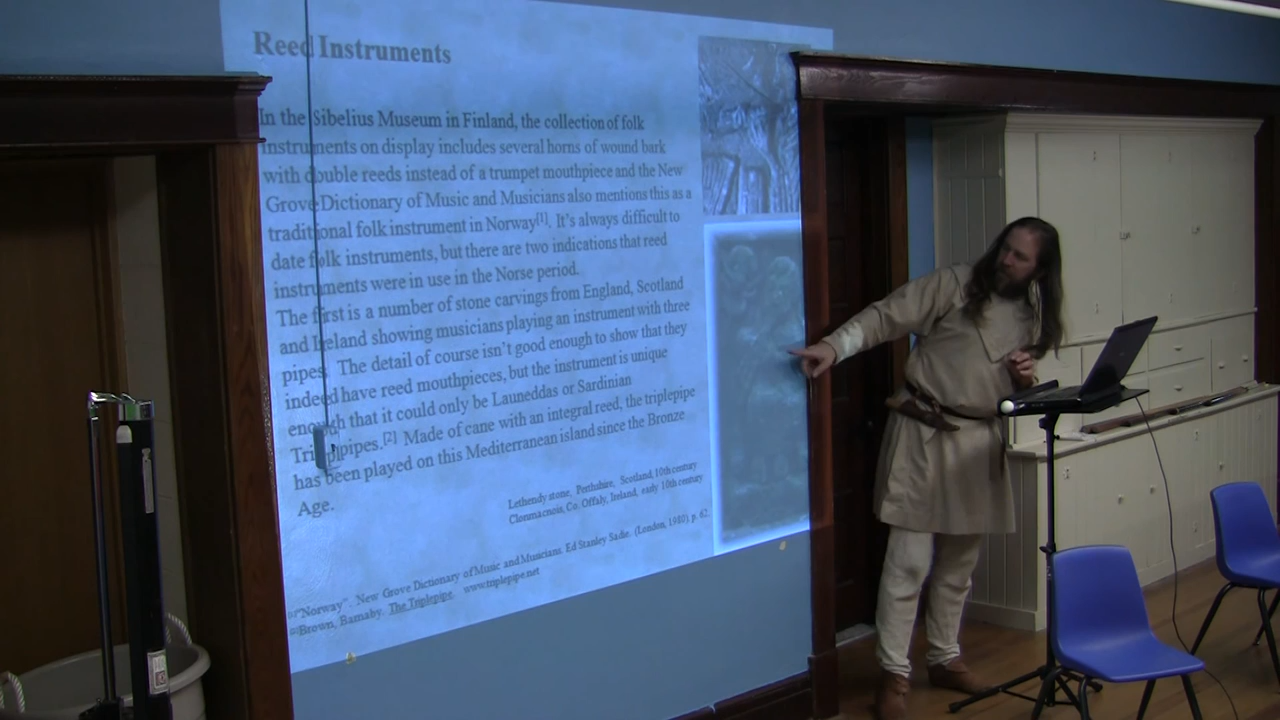 Reed Instruments
In the Sibelius Museum in Finland, the collection of folk
instruments on display includes several horns of wound bark
with double reeds instead of a trumpet mouthpiece and the New
Grove Dictionary of Music and Musicians also mentions this as a
traditional folk instrument in Norway[1]. It's always difficult to
date folk instruments, but there are two indications that reed
instruments were in use in the Norse period.
The first is a number of stone carvings from England, Scotland
and Ireland showing musicians playing an instrument with three
pipes. The detail of course isn't good enough to show that they
indeed have reed mouthpieces, but the instrument is unique
enough that it could only be Launeddas or Sardinian
Triplepipes.[2] Made of cane with an integral reed, the triplepipe
has been played on this Mediterranean island since the Bronze
Age.
Lethendy stone, Perthshire, Scotland, 10th century
Clonmacnois, Co. Offaly, Ireland, early 10th century
[1]"Norway". New Grove Dictionary of Music and Musicians. Ed Stanley Sadie. (London, 1980). p. 62.
[2]Brown, Barnaby. The Triplepipe. www.triplepipe.net